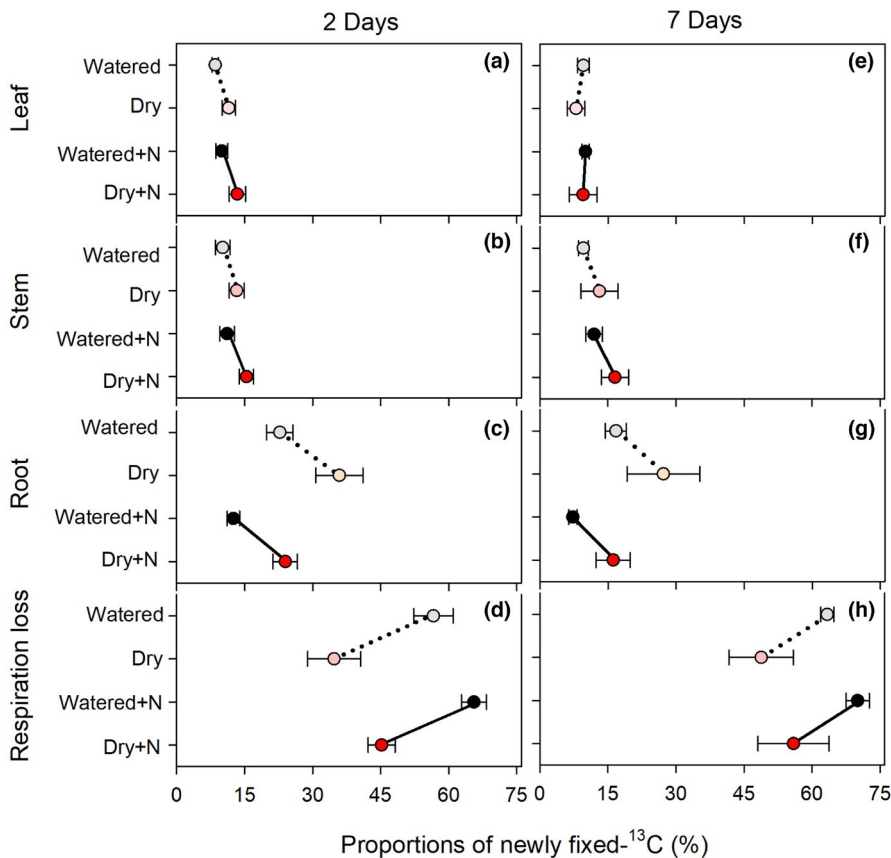 2 Days
7 Days
Leaf
Watered
Dry
Watered+N
Dry+N
(a)
(e)
Stem
Watered
Dry
Watered+N
Dry+N
(b)
(f)
Root
Watered
Dry
Watered+N
Dry+N
(c)
(g)
Respiration loss
Watered
Dry
Watered+N
Dry+N
(d)
(h)
0 15 30 45 60 75
0 15 30 45 60 75
Proportions of newly fixed-¹³C (%)